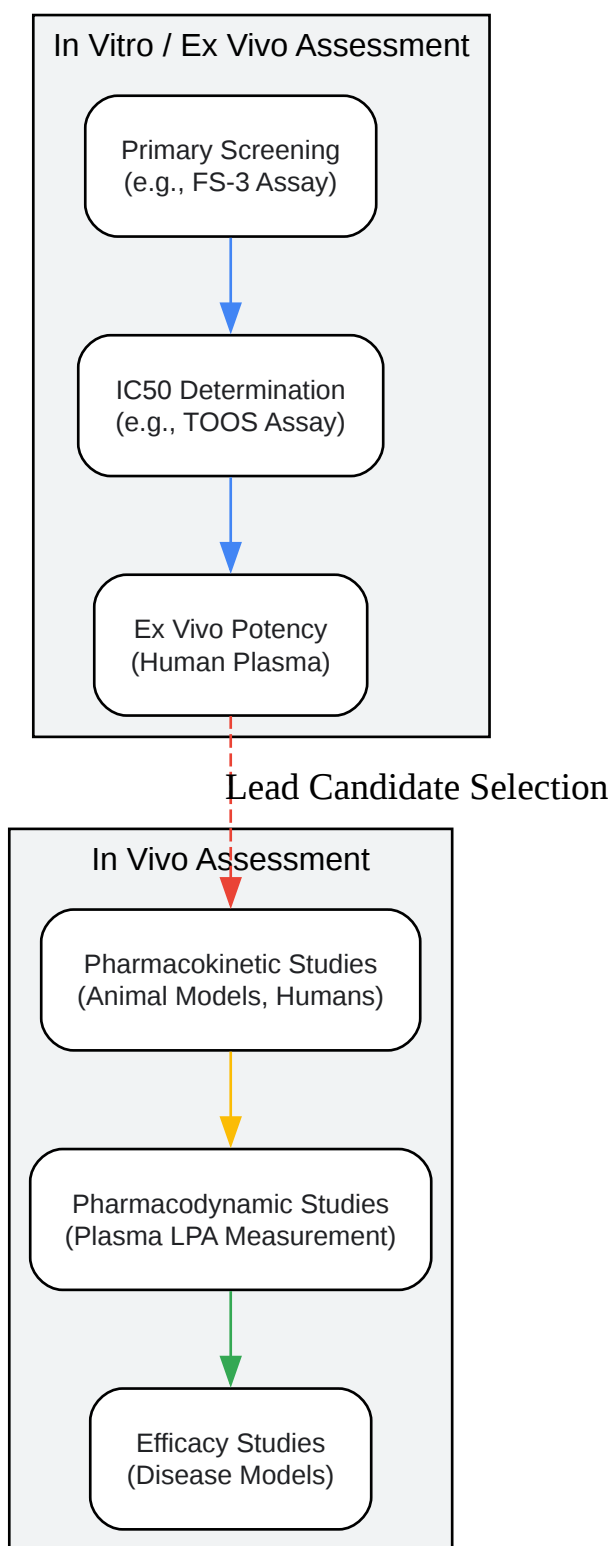 In Vitro / Ex Vivo Assessment
Primary Screening
(e.g., FS-3 Assay)
IC50 Determination
(e.g., TOOS Assay)
Ex Vivo Potency
(Human Plasma)
Lead Candidate Selection
In Vivo Assessment
Pharmacokinetic Studies
(Animal Models, Humans)
Pharmacodynamic Studies
(Plasma LPA Measurement)
Efficacy Studies
(Disease Models)